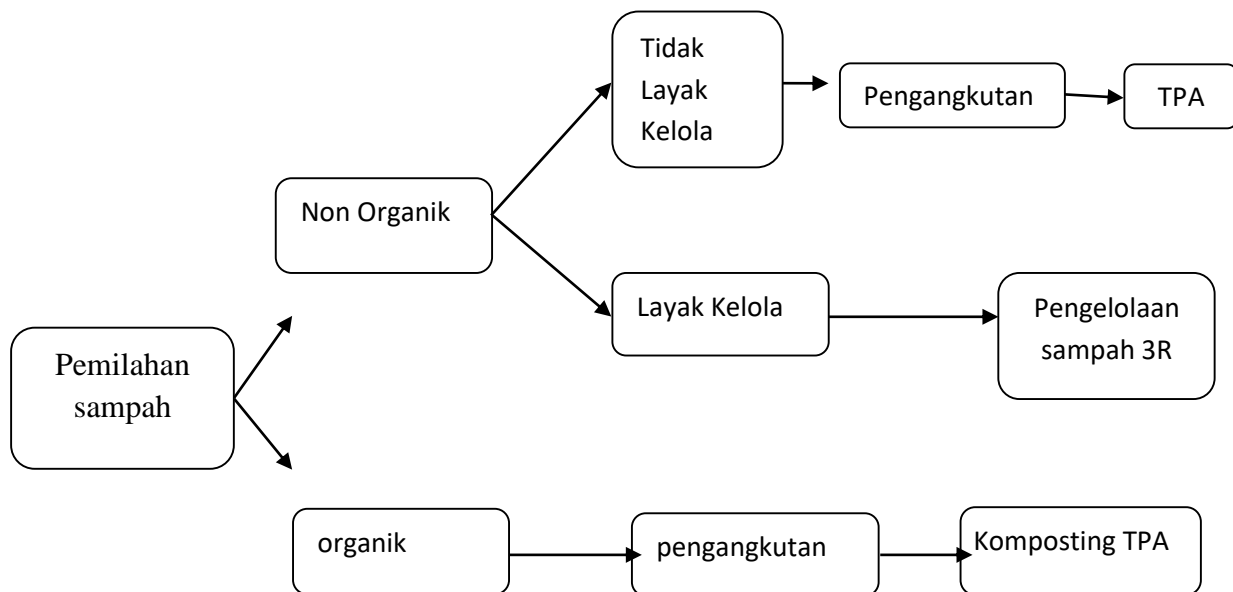 Tidak
Layak
Kelola
Pengangkutan
TPA
Non Organik
Layak Kelola
Pengelolaan
sampah 3R
Pemilahan
sampah
organik
pengangkutan
Komposting TPA